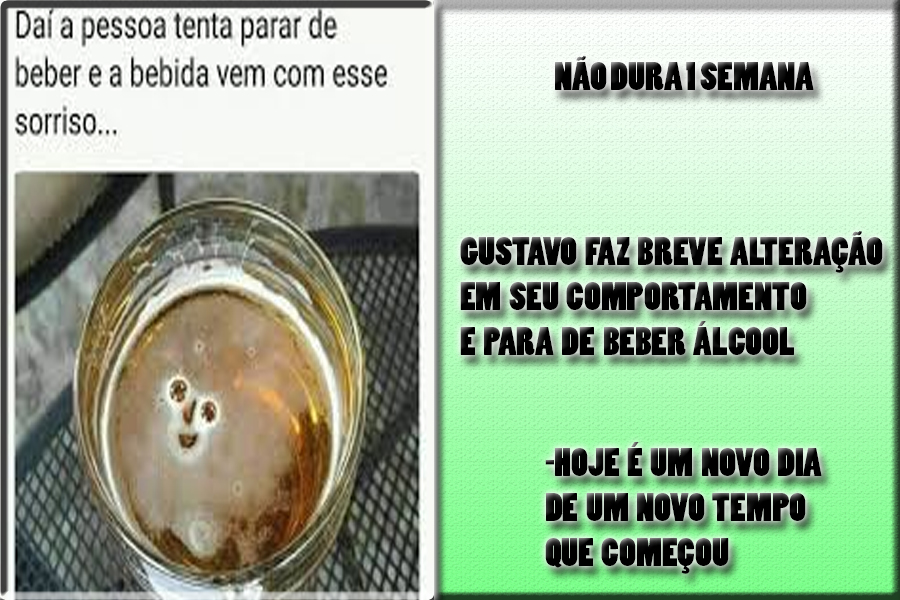 Daí a pessoa tenta parar de
beber e a bebida vem com esse
sorriso...
NÃO DURA 1 SEMANA
GUSTAVO FAZ BREVE ALTERAÇÃO
EM SEU COMPORTAMENTO
E PARA DE BEBER ÁLCOOL
-HOJE É UM NOVO DIA
DE UM NOVO TEMPO
QUE COMEÇOU